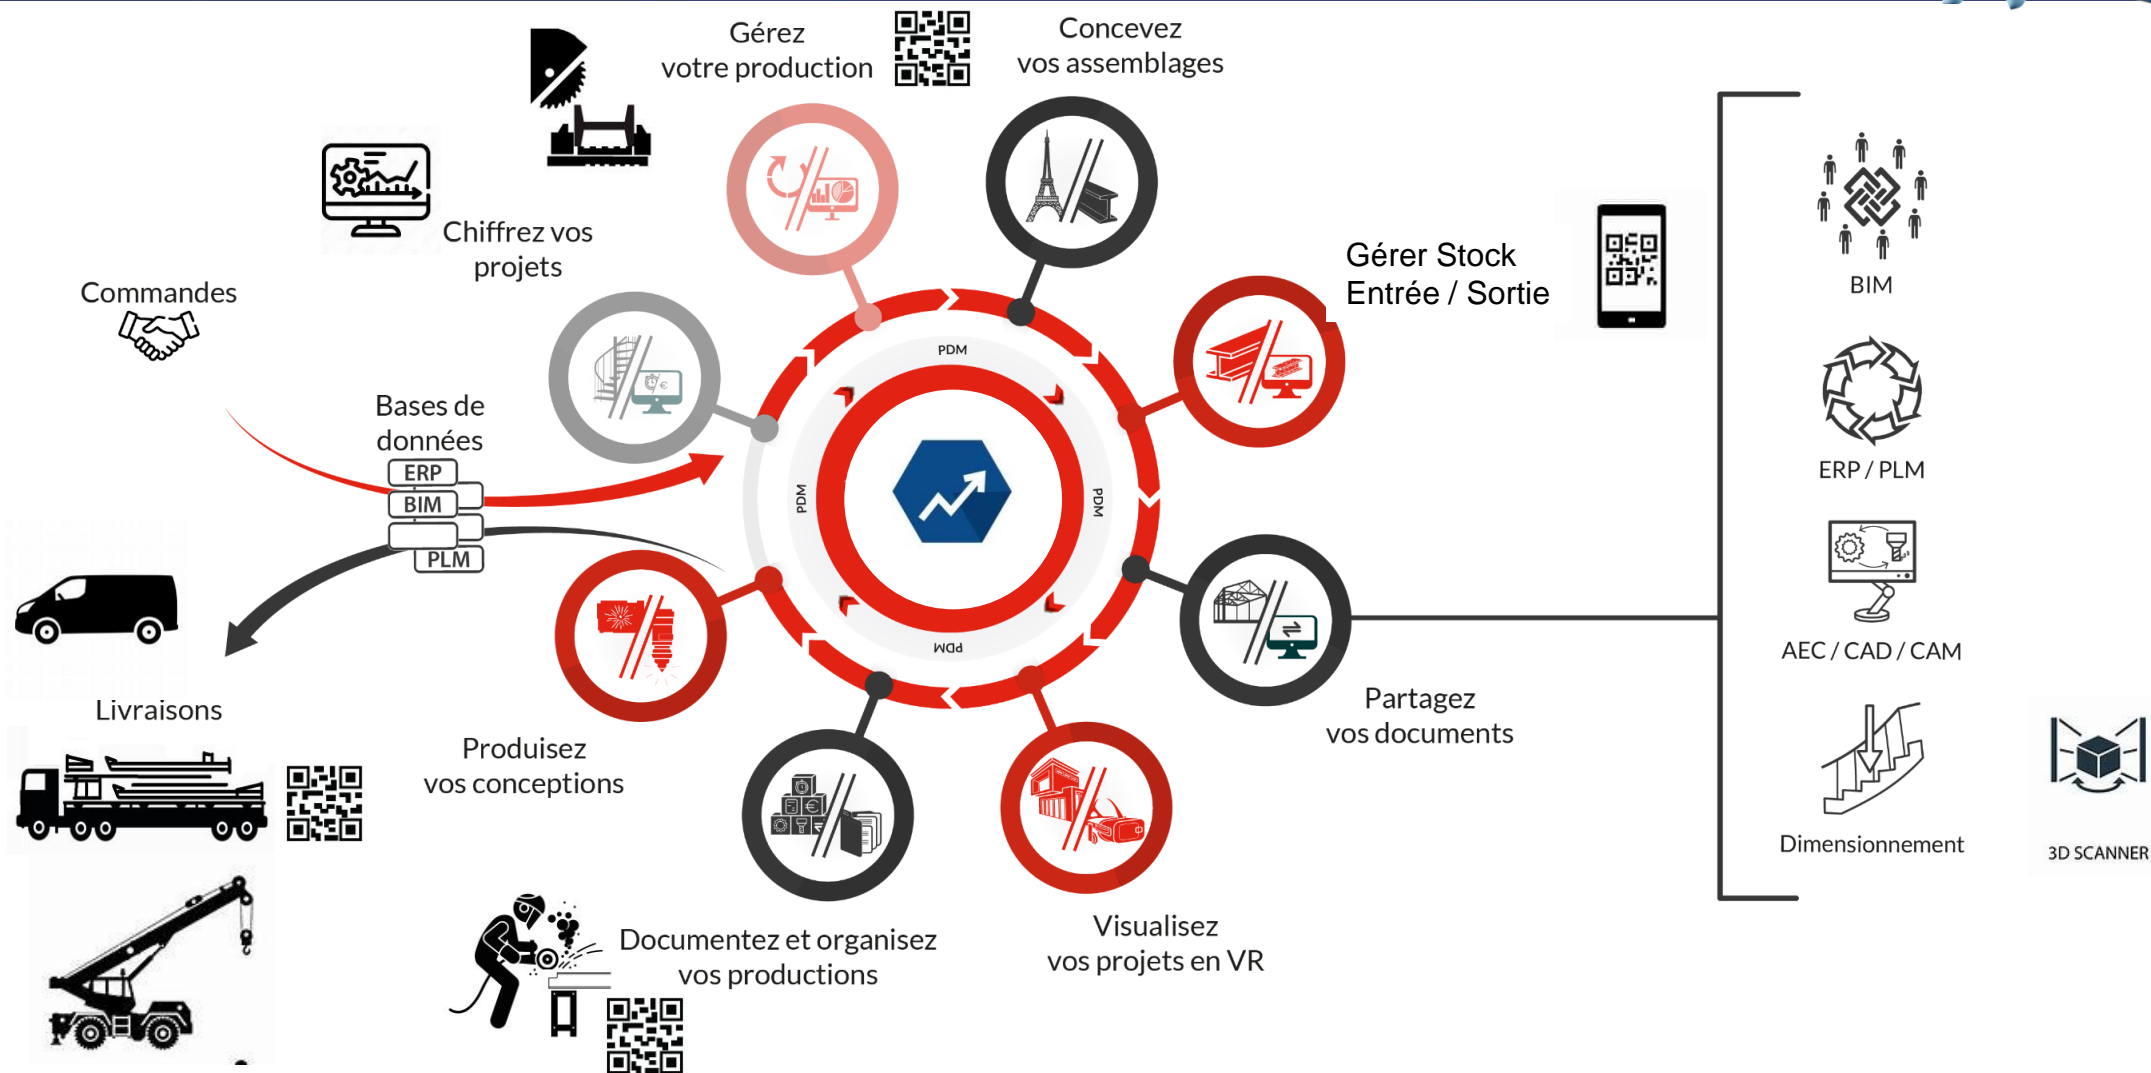 Gérez
votre production
Concevez
vos assemblages
Chiffrez vos
projets
Gérer Stock
Entrée / Sortie
Commandes
Bases de
données
ERP
BIM
PLM
PDM
PDM
PDM
PDM
Livraisons
Produisez
vos conceptions
Documentez et organisez
vos productions
Visualisez
vos projets en VR
Partagez
vos documents
BIM
ERP / PLM
AEC / CAD / CAM
Dimensionnement
3D SCANNER